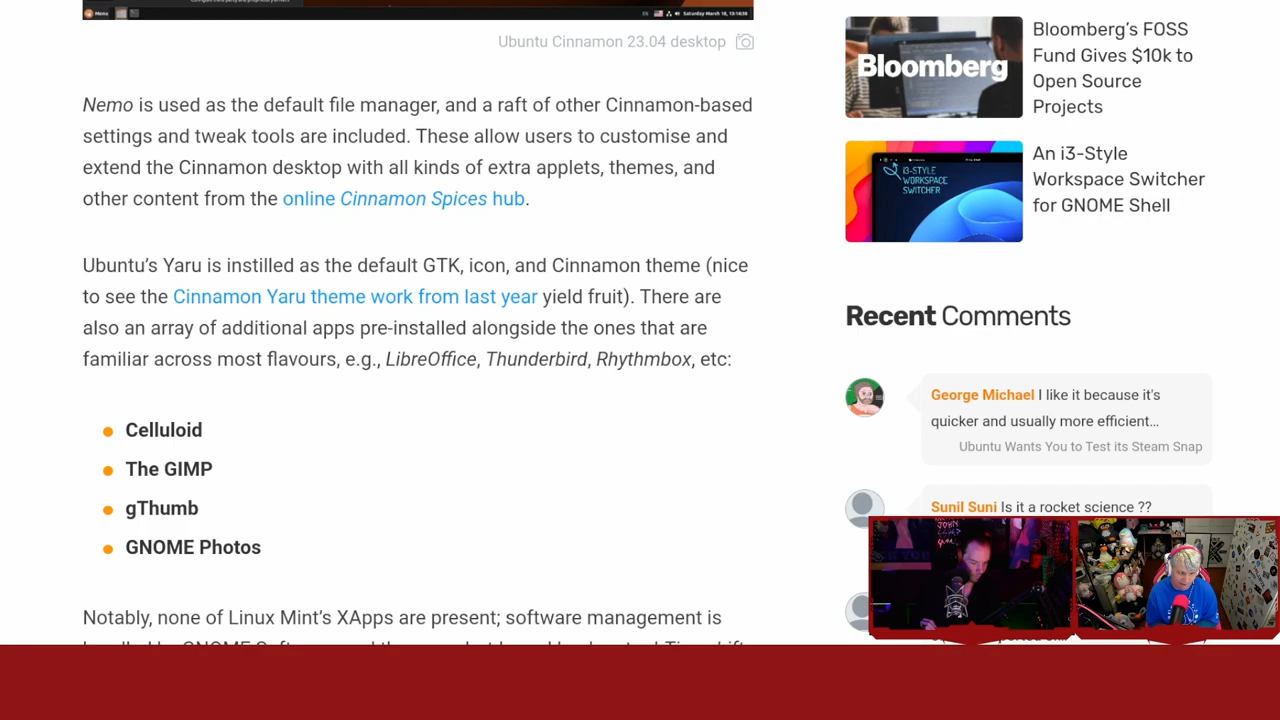 Menu
Saturday March 18, 13:14:36
Ubuntu Cinnamon 23.04 desktop
Nemo is used as the default file manager, and a raft of other Cinnamon-based
settings and tweak tools are included. These allow users to customise and
extend the Cinnamon desktop with all kinds of extra applets, themes, and
other content from the online Cinnamon Spices hub.
Ubuntu’s Yaru is instilled as the default GTK, icon, and Cinnamon theme (nice
to see the Cinnamon Yaru theme work from last year yield fruit). There are
also an array of additional apps pre-installed alongside the ones that are
familiar across most flavours, e.g., LibreOffice, Thunderbird, Rhythmbox, etc:
Celluloid
The GIMP
gThumb
GNOME Photos
Notably, none of Linux Mint’s XApps are present; software management is
Bloomberg
Bloomberg’s FOSS
Fund Gives $10k to
Open Source
Projects
i3-STYLE
WORKSPACE
SWITCHER
An i3-Style
Workspace Switcher
for GNOME Shell
Recent Comments
George Michael I like it because it's
quicker and usually more efficient…
Ubuntu Wants You to Test its Steam Snap
Sunil Suni Is it a rocket science ??